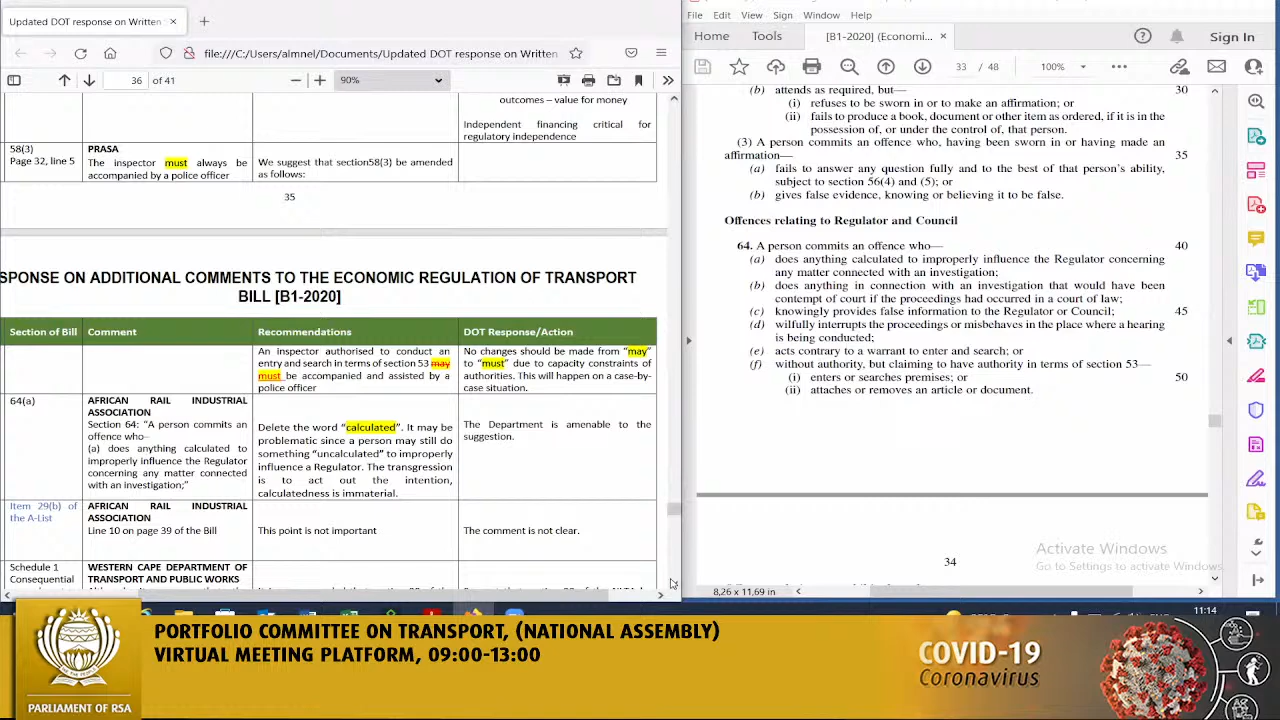 Updated DOT response on Written
file:///C:/Users/almnel/Documents/Updated DOT response on Written
36 of 41
90%
outcomes – value for money
Independent financing critical for
regulatory independence
58(3)
Page 32, line 5
PRASA
The inspector must always be
accompanied by a police officer
We suggest that section58(3) be amended
as follows:
35
SPONSE ON ADDITIONAL COMMENTS TO THE ECONOMIC REGULATION OF TRANSPORT
BILL [B1-2020]
Section of Bill
Comment
Recommendations
DOT Response/Action
An inspector authorised to conduct an
entry and search in terms of section 53 may
must be accompanied and assisted by a
police officer
No changes should be made from “may”
to “must” due to capacity constraints of
authorities. This will happen on a case-by-
case situation.
64(a)
AFRICAN RAIL INDUSTRIAL
ASSOCIATION
Section 64: “A person commits an
offence who–
(a) does anything calculated to
improperly influence the Regulator
concerning any matter connected
with an investigation;”
Delete the word “calculated”. It may be
problematic since a person may still do
something “uncalculated” to improperly
influence a Regulator. The transgression
is to act out the intention,
calculatedness is immaterial.
The Department is amenable to the
suggestion.
Item 29(b) of
the A-List
AFRICAN RAIL INDUSTRIAL
ASSOCIATION
Line 10 on page 39 of the Bill
This point is not important
The comment is not clear.
Schedule 1
Consequential
WESTERN CAPE DEPARTMENT OF
TRANSPORT AND PUBLIC WORKS
File Edit View Sign Window Help
Home Tools [B1-2020] (Economi... Sign In
33 / 48 100%
(b) attends as required, but— 30
(i) refuses to be sworn in or to make an affirmation; or
(ii) fails to produce a book, document or other item as ordered, if it is in the
possession of, or under the control of, that person.
(3) A person commits an offence who, having been sworn in or having made an
affirmation— 35
(a) fails to answer any question fully and to the best of that person’s ability,
subject to section 56(4) and (5); or
(b) gives false evidence, knowing or believing it to be false.
Offences relating to Regulator and Council
64. A person commits an offence who— 40
(a) does anything calculated to improperly influence the Regulator concerning
any matter connected with an investigation;
(b) does anything in connection with an investigation that would have been
contempt of court if the proceedings had occurred in a court of law;
(c) knowingly provides false information to the Regulator or Council; 45
(d) wilfully interrupts the proceedings or misbehaves in the place where a hearing
is being conducted;
(e) acts contrary to a warrant to enter and search; or
(f) without authority, but claiming to have authority in terms of section 53—
(i) enters or searches premises; or 50
(ii) attaches or removes an article or document.
34
Activate Windows
Go to Settings to activate Windows
8,26 x 11,69 in
11:14
PORTFOLIO COMMITTEE ON TRANSPORT, (NATIONAL ASSEMBLY)
VIRTUAL MEETING PLATFORM, 09:00-13:00
PARLIAMENT OF RSA
COVID-19
Coronavirus